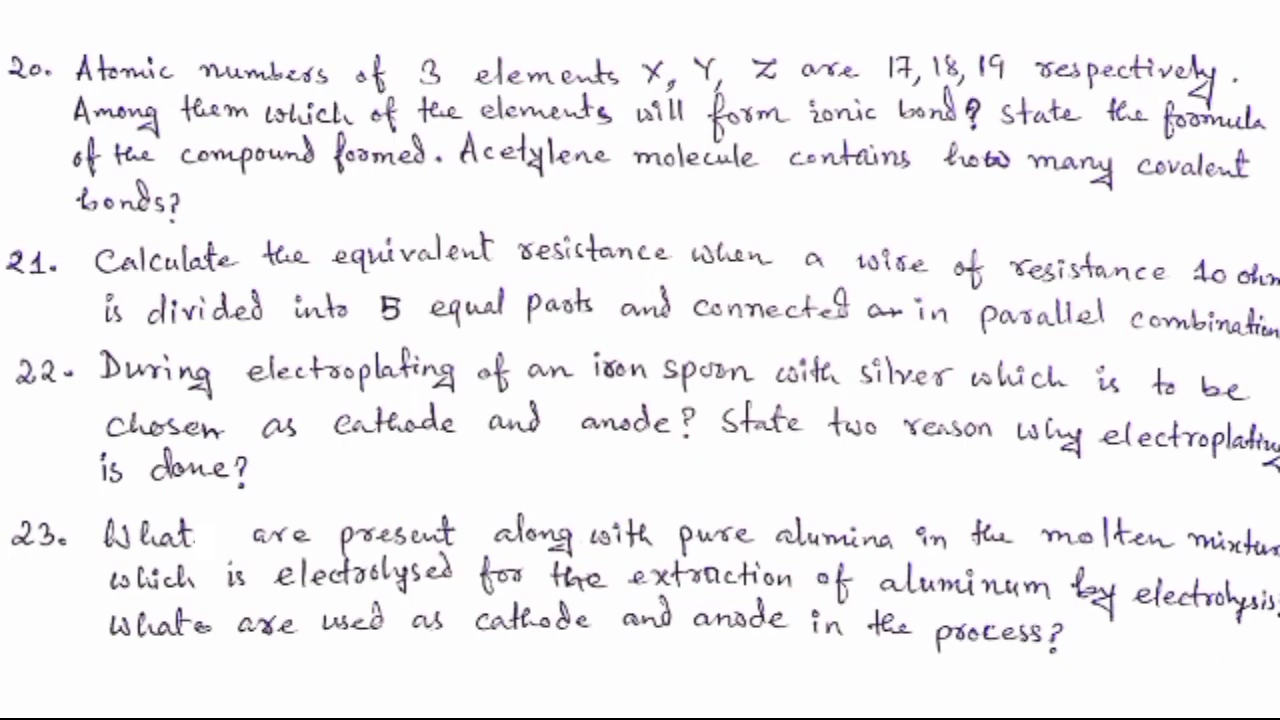 20. Atomic numbers of 3 elements X, Y, Z are 17, 18, 19 respectively.
Among them which of the elements will form ionic bond? State the formula
of the compound formed. Acetylene molecule contains how many covalent
bonds?
21. Calculate the equivalent resistance when a wire of resistance 10 ohm
is divided into 5 equal parts and connected in parallel combination
22. During electroplating of an iron spoon with silver which is to be
chosen as cathode and anode? State two reason why electroplating
is done?
23. What are present along with pure alumina in the molten mixtur
which is electrolysed for the extraction of aluminum by electrolysis;
what are used as cathode and anode in the process?